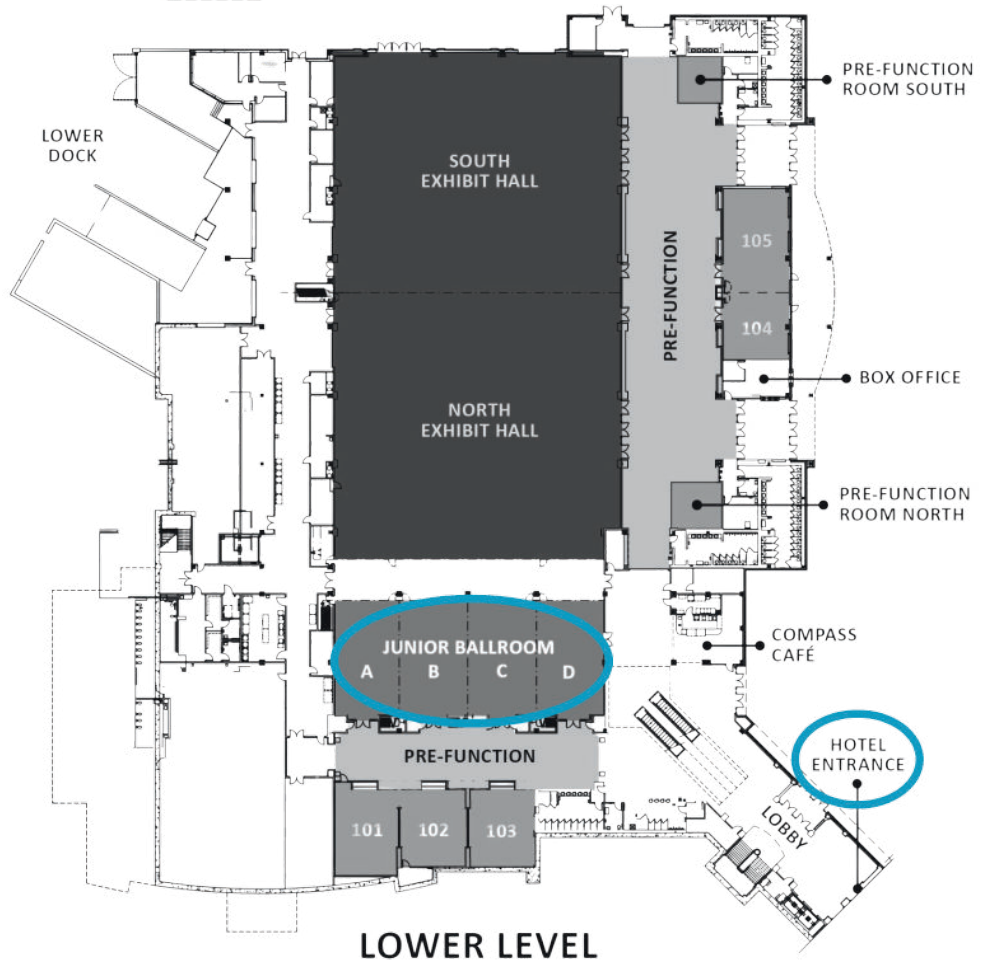 PRE-FUNCTION
ROOM SOUTH
LOWER
DOCK
SOUTH
EXHIBIT HALL
105
PRE-FUNCTION
104
BOX OFFICE
NORTH
EXHIBIT HALL
PRE-FUNCTION
ROOM NORTH
COMPASS
CAFÉ
JUNIOR BALLROOM
A B C D
HOTEL
ENTRANCE
PRE-FUNCTION
LOBBY
101 102 103
LOWER LEVEL